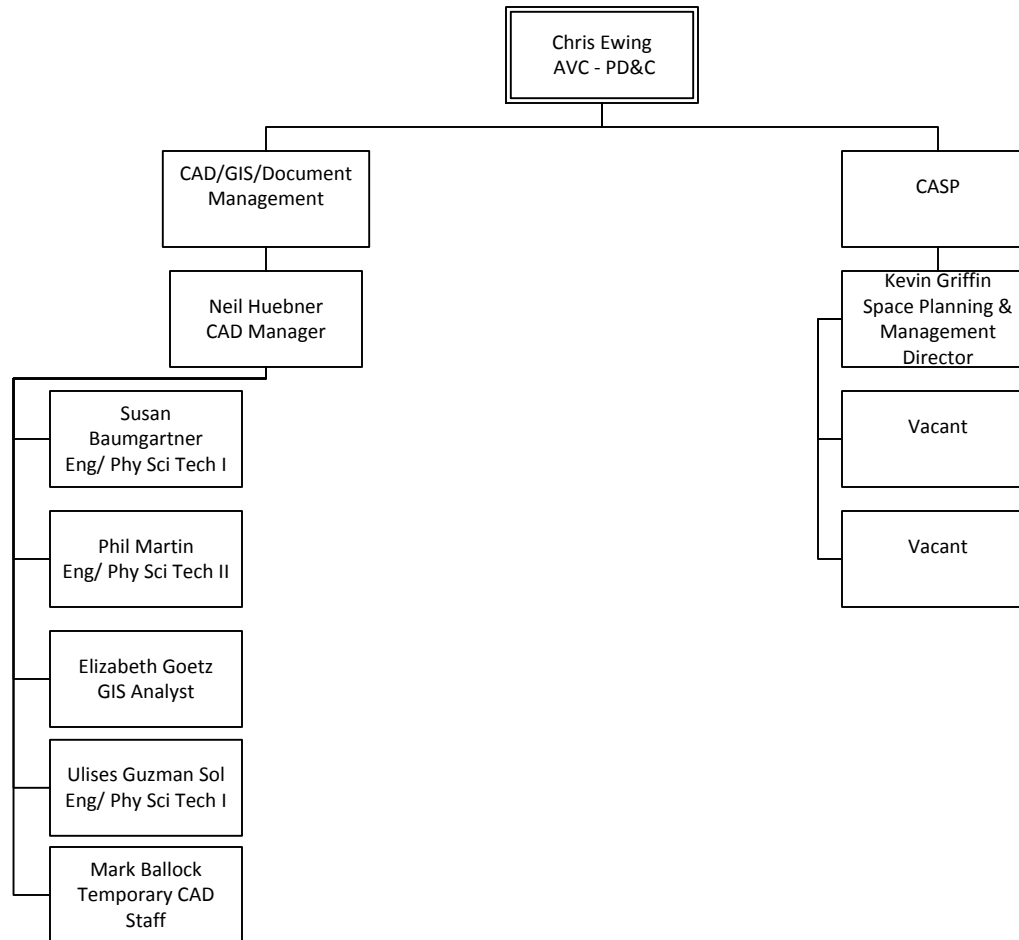 Chris Ewing
AVC - PD&C
CAD/GIS/Document
Management
CASP
Neil Huebner
CAD Manager
Kevin Griffin
Space Planning &
Management
Director
Susan
Baumgartner
Eng/ Phy Sci Tech I
Vacant
Phil Martin
Eng/ Phy Sci Tech II
Vacant
Elizabeth Goetz
GIS Analyst
Ulises Guzman Sol
Eng/ Phy Sci Tech I
Mark Ballock
Temporary CAD
Staff